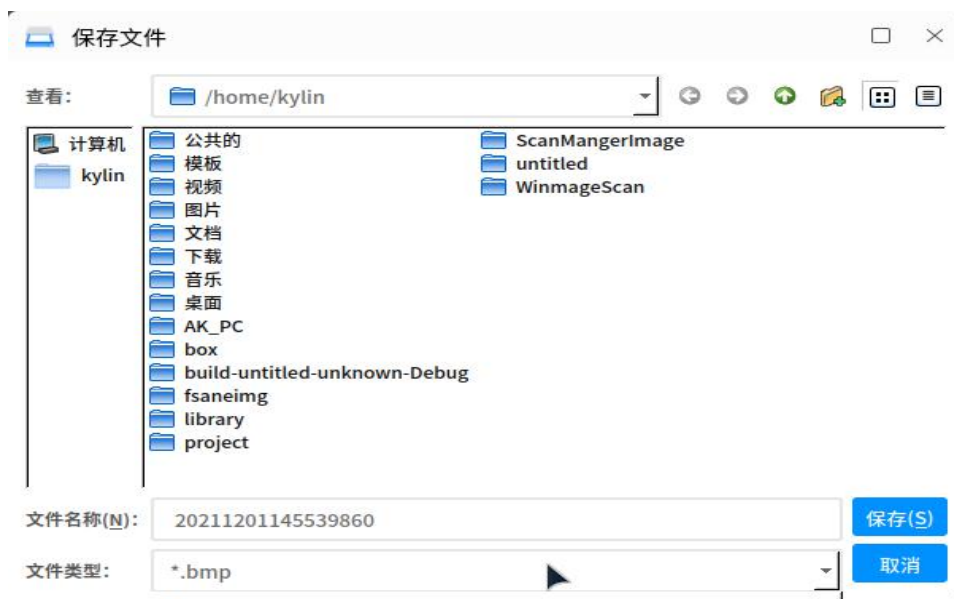 保存文件
查看: /home/kylin
计算机
kylin
公共的
模板
视频
图片
文档
下载
音乐
桌面
AK_PC
box
build-untitled-unknown-Debug
fsaneimg
library
project
ScanMangerImage
untitled
WinmageScan
文件名称(N): 20211201145539860 保存(S)
文件类型: *.bmp 取消